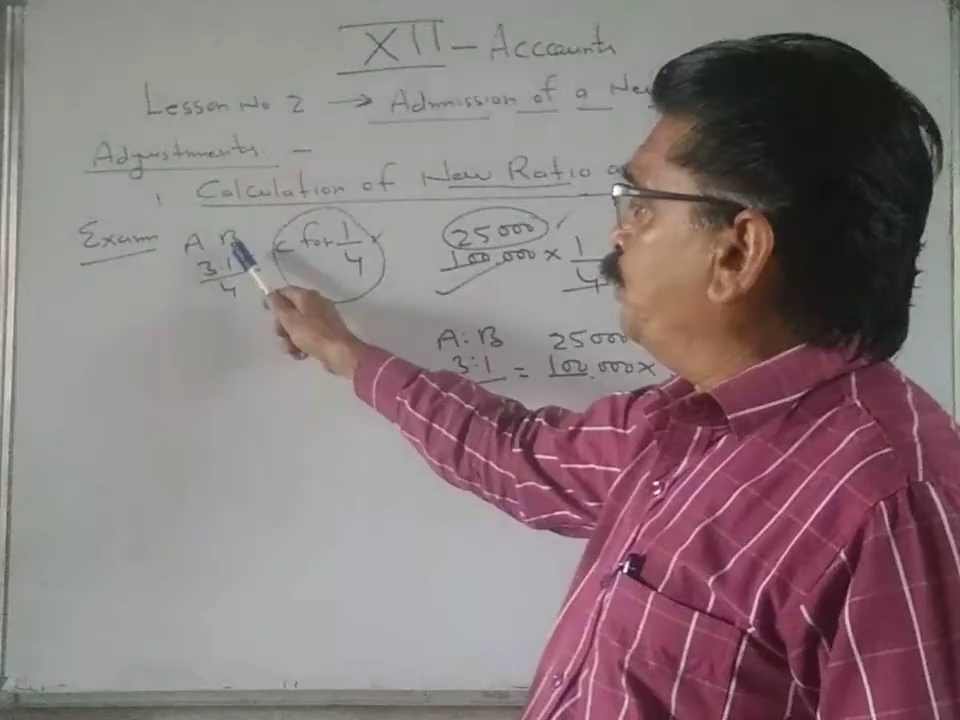 XII - Accounts
Lesson No 2 → Admission of a New
Adjustments -
1 Calculation of New Ratio a
Exam A B C for 1/4 25000
3:1 100,000 × 1/4
4
A:B 25000
3:1 = 100,000 ×